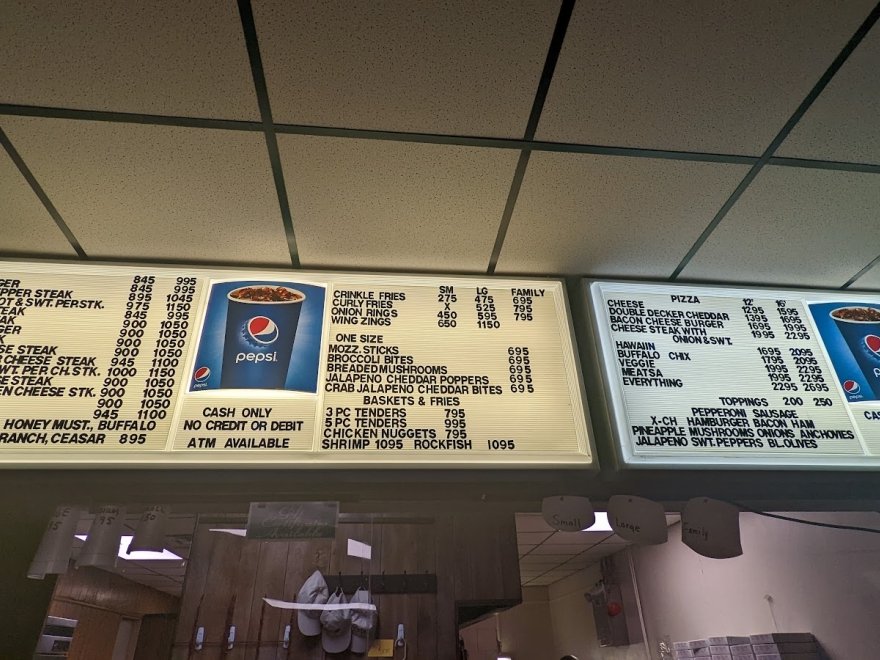 845 995
PPER STEAK 895 1045
OT & SWT. PER STK. 975 1150
845 995
900 1050
900 1050
SE STEAK 900 1050
CHEESE STEAK 945 1100
WT. PER CH. STK. 1000 1150
SE STEAK 900 1050
EN CHEESE STK. 900 1050
900 1050
945 1100
HONEY MUST., BUFFALO
RANCH, CEASAR 895
pepsi
pepsi
CASH ONLY
NO CREDIT OR DEBIT
ATM AVAILABLE
SM LG FAMILY
CRINKLE FRIES 275 475 695
CURLY FRIES X 525 795
ONION RINGS 450 595 795
WING ZINGS 650 1150
ONE SIZE
MOZZ. STICKS 695
BROCCOLI BITES 695
BREADED MUSHROOMS 695
JALAPENO CHEDDAR POPPERS 695
CRAB JALAPENO CHEDDAR BITES 695
BASKETS & FRIES
3 PC TENDERS 795
5 PC TENDERS 995
CHICKEN NUGGETS 795
SHRIMP 1095 ROCKFISH 1095
PIZZA 12" 16"
CHEESE 1295 1595
DOUBLE DECKER CHEDDAR 1395 1695
BACON CHEESE BURGER 1695 1995
CHEESE STEAK WITH
ONION & SWT. 1995 2295
HAWAIN 1695 2095
BUFFALO CHIX 1795 2095
VEGGIE 1995 2295
MEATSA 1995 2295
EVERYTHING 2295 2695
TOPPINGS 200 250
PEPPERONI SAUSAGE
X-CH HAMBURGER BACON HAM
PINEAPPLE MUSHROOMS ONIONS ANCHOVIES
JALAPENO SWT. PEPPERS BL. OLIVES
pepsi
CAS
Small
Large
Family